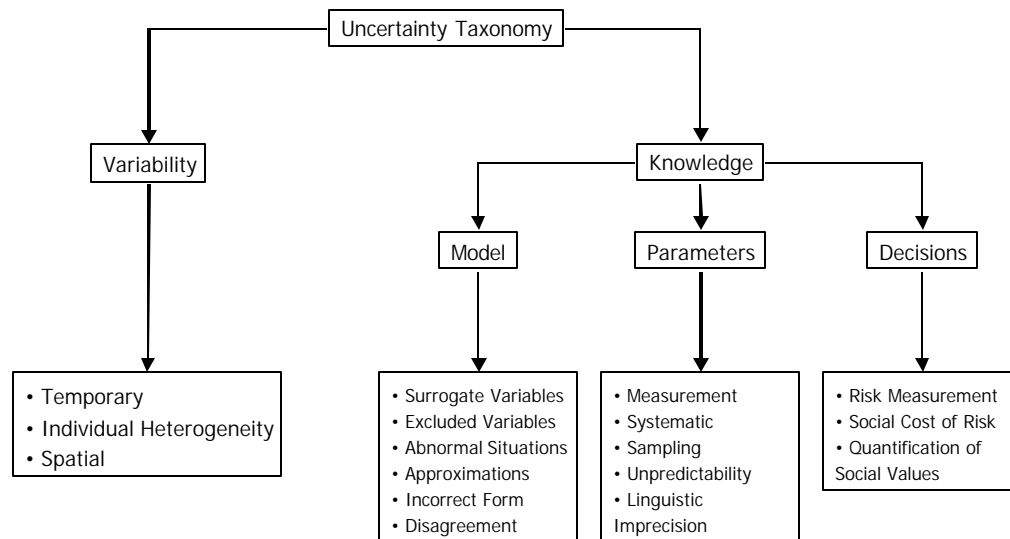 Uncertainty Taxonomy
Variability
Knowledge
Model
Parameters
Decisions
• Temporary
• Individual Heterogeneity
• Spatial
• Surrogate Variables
• Excluded Variables
• Abnormal Situations
• Approximations
• Incorrect Form
• Disagreement
• Measurement
• Systematic
• Sampling
• Unpredictability
• Linguistic
Imprecision
• Risk Measurement
• Social Cost of Risk
• Quantification of
Social Values